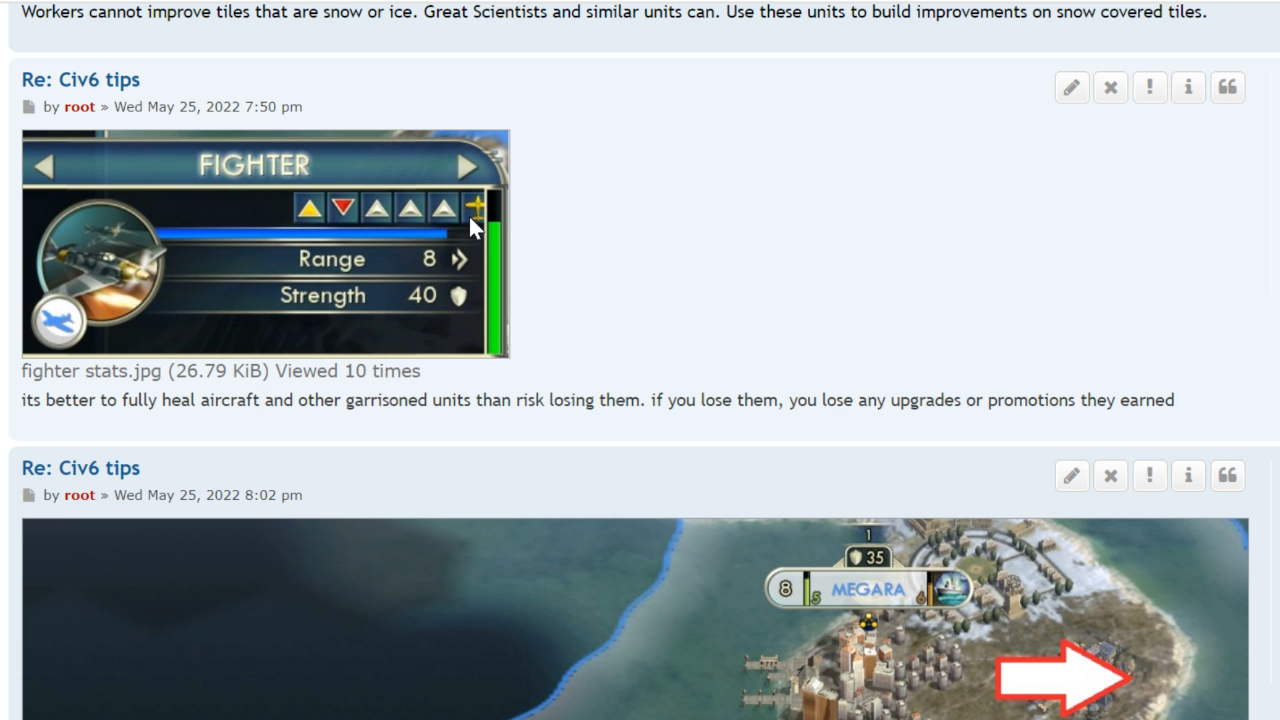 Workers cannot improve tiles that are snow or ice. Great Scientists and similar units can. Use these units to build improvements on snow covered tiles.
Re: Civ6 tips
by root » Wed May 25, 2022 7:50 pm
FIGHTER
Range 8
Strength 40
fighter stats.jpg (26.79 KiB) Viewed 10 times
its better to fully heal aircraft and other garrisoned units than risk losing them. if you lose them, you lose any upgrades or promotions they earned
Re: Civ6 tips
by root » Wed May 25, 2022 8:02 pm
1
35
8 5 MEGARA 6